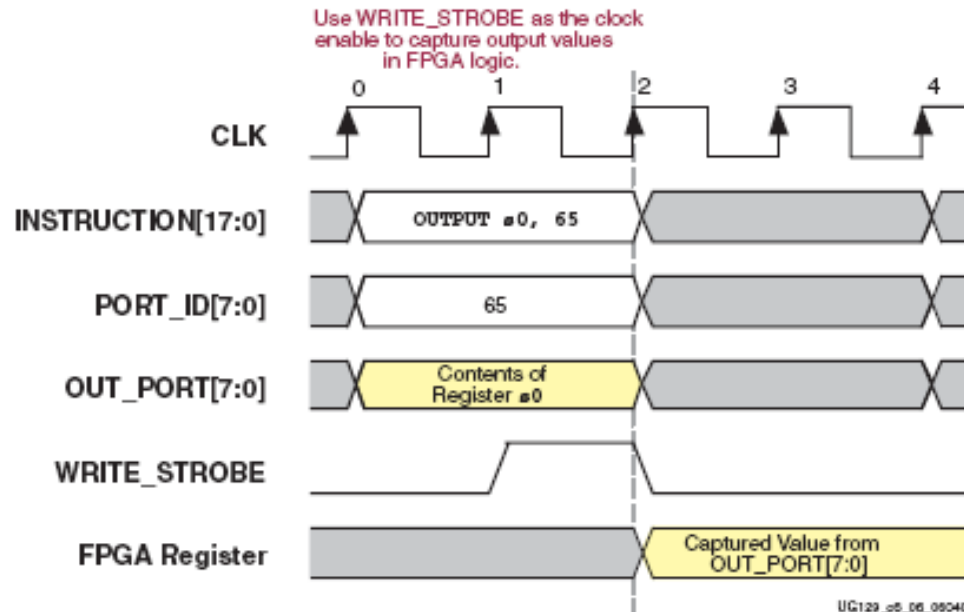 Use WRITE_STROBE as the clock
enable to capture output values
in FPGA logic.
0 1 2 3 4
CLK
INSTRUCTION[17:0]
OUTPUT s0, 65
PORT_ID[7:0]
65
OUT_PORT[7:0]
Contents of
Register s0
WRITE_STROBE
FPGA Register
Captured Value from
OUT_PORT[7:0]